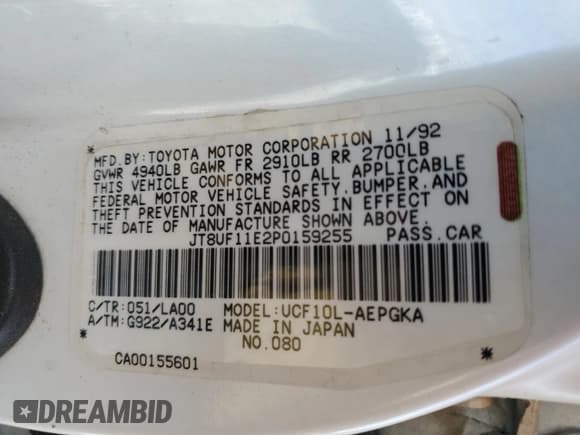 MFD. BY: TOYOTA MOTOR CORPORATION 11/92
GVWR 4940LB GAWR FR 2910LB RR 2700LB
THIS VEHICLE CONFORMS TO ALL APPLICABLE
FEDERAL MOTOR VEHICLE SAFETY, BUMPER, AND
THEFT PREVENTION STANDARDS IN EFFECT ON
THE DATE OF MANUFACTURE SHOWN ABOVE.
JT8UF11E2P0159255 PASS. CAR
C/TR: 051/LA00 MODEL: UCF10L-AEPGKA
A/TM: G922/A341E MADE IN JAPAN
NO. 080
CA00155601
DREAMBID